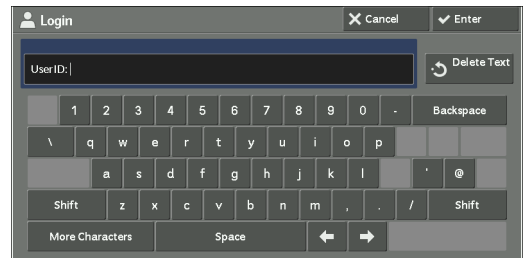 Login
Cancel
Enter
UserID:
Delete Text
1 2 3 4 5 6 7 8 9 0 - Backspace
\ q w e r t y u i o p
a s d f g h j k l ' @
Shift z x c v b n m , . / Shift
More Characters Space